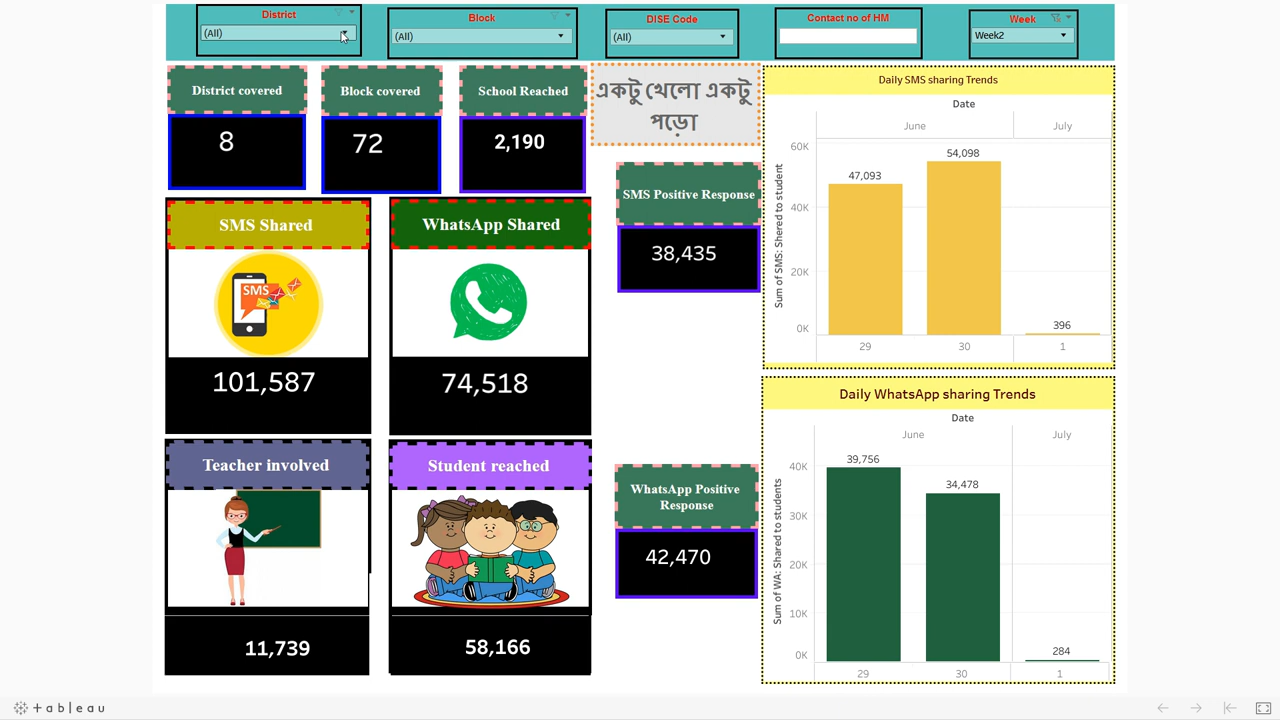 District
(All)
Block
(All)
DISE Code
(All)
Contact no of HM
Week
Week2
District covered
8
Block covered
72
School Reached
2,190
একটু খেলো একটু
পড়ো
SMS Positive Response
38,435
SMS Shared
SMS
101,587
WhatsApp Shared
74,518
Teacher involved
11,739
Student reached
58,166
WhatsApp Positive
Response
42,470
Daily SMS sharing Trends
Date
June
July
Sum of SMS: Shered to student
60K
40K
20K
0K
47,093
54,098
396
29
30
1
Daily WhatsApp sharing Trends
Date
June
July
Sum of WA: Shared to students
40K
30K
20K
10K
0K
39,756
34,478
284
29
30
1
+ a b l e a u